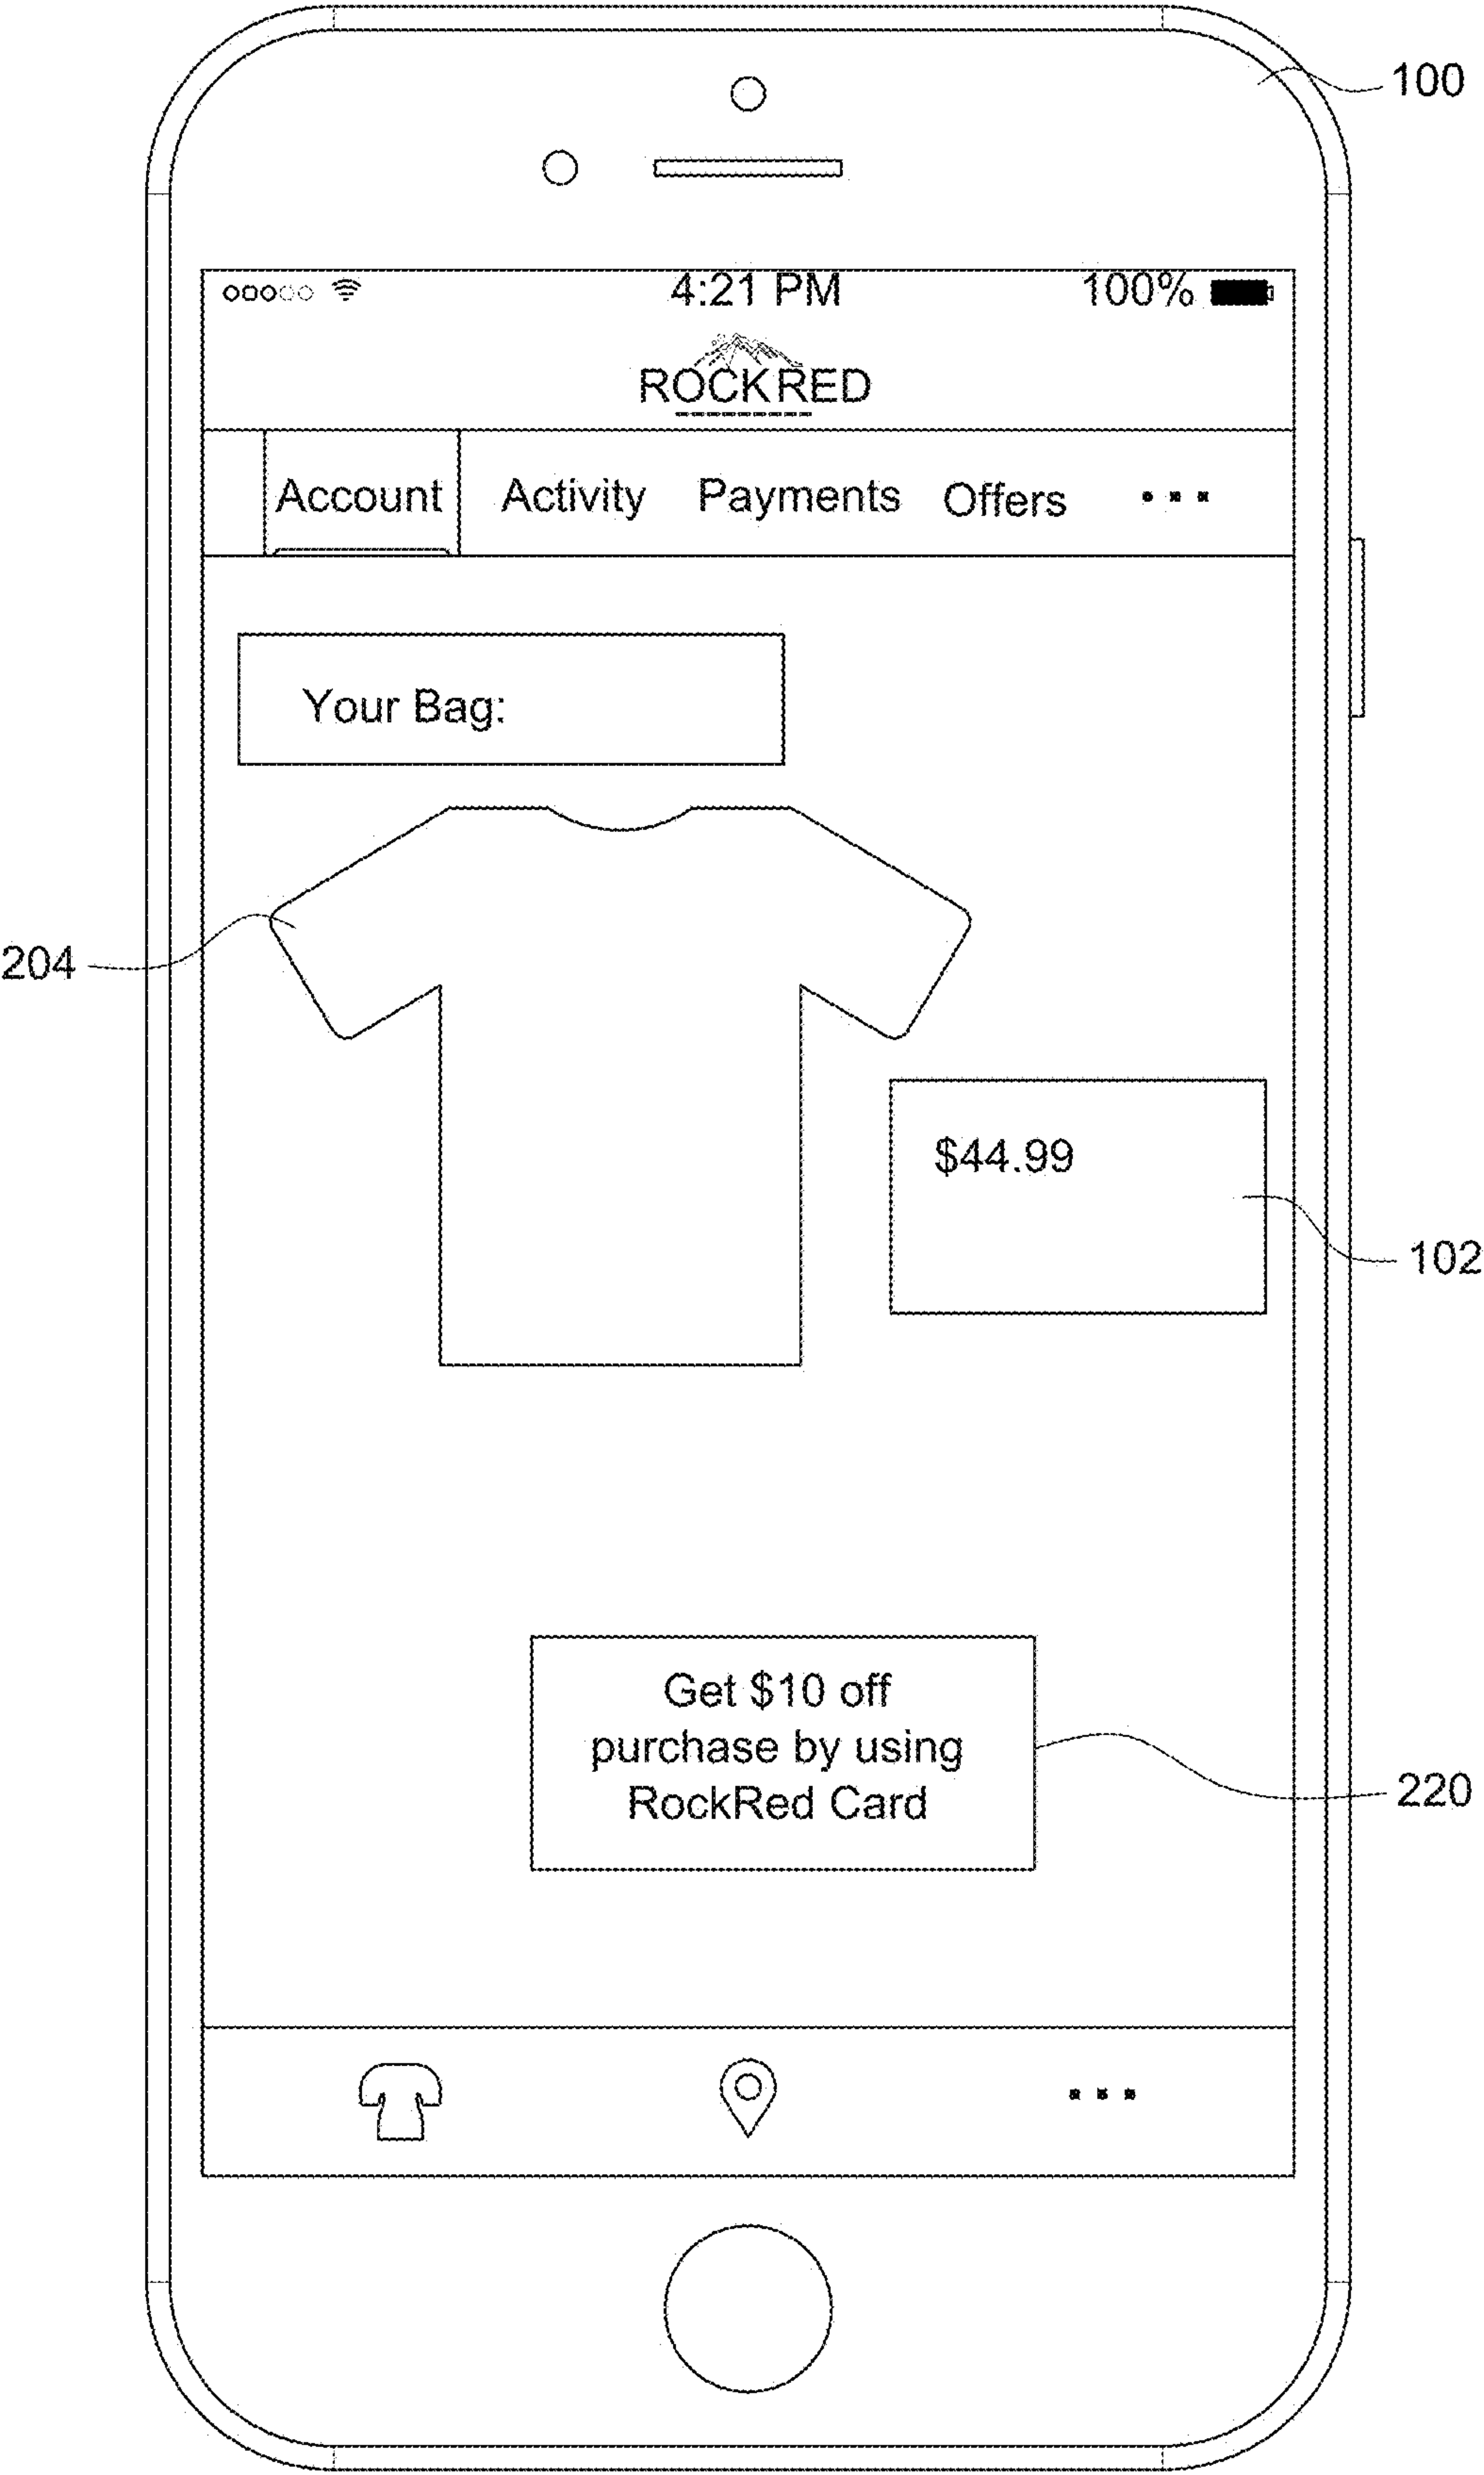 100
4:21 PM 100%
ROCKRED
Account Activity Payments Offers ...
Your Bag:
204
$44.99
102
Get $10 off
purchase by using
RockRed Card
220
...